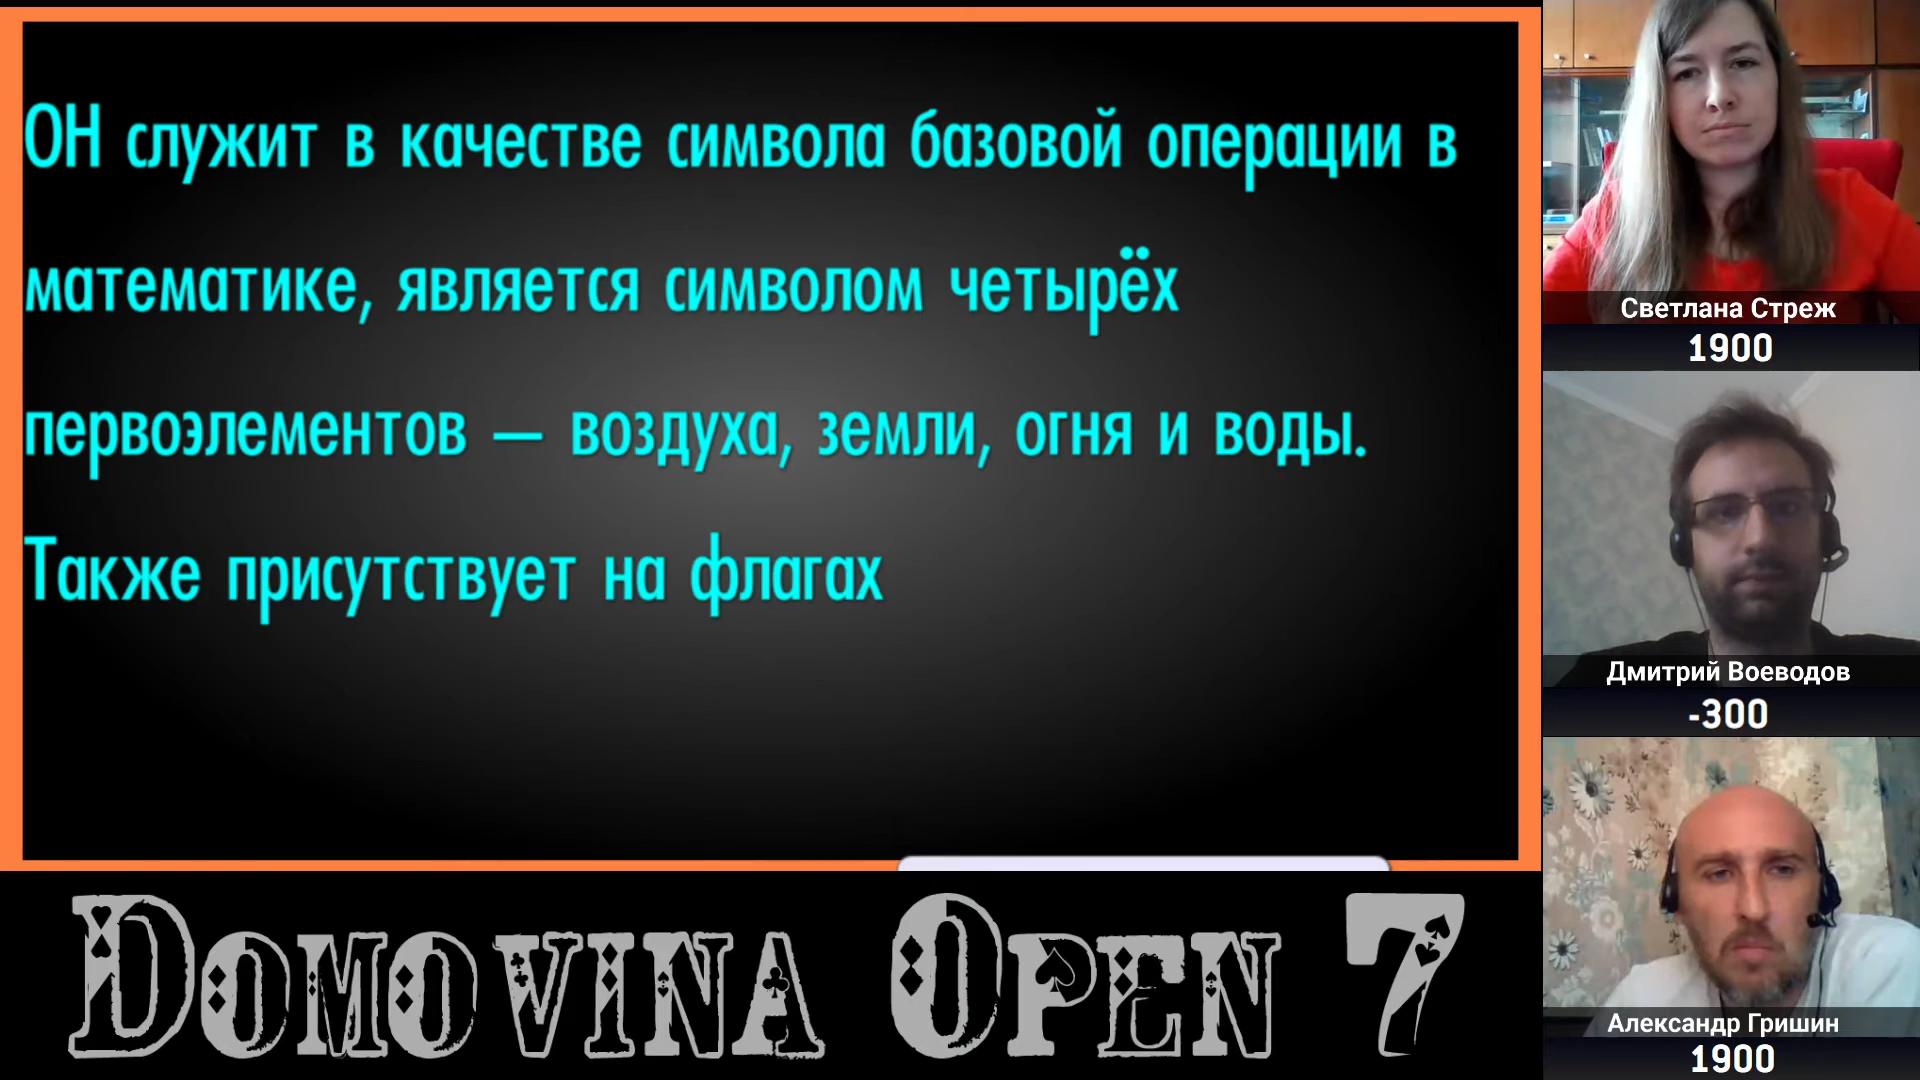 ОН служит в качестве символа базовой операции в
математике, является символом четырёх
первоэлементов — воздуха, земли, огня и воды.
Также присутствует на флагах
Светлана Стреж
1900
Дмитрий Воеводов
-300
Александр Гришин
1900
DOMOVINA OPEN 7